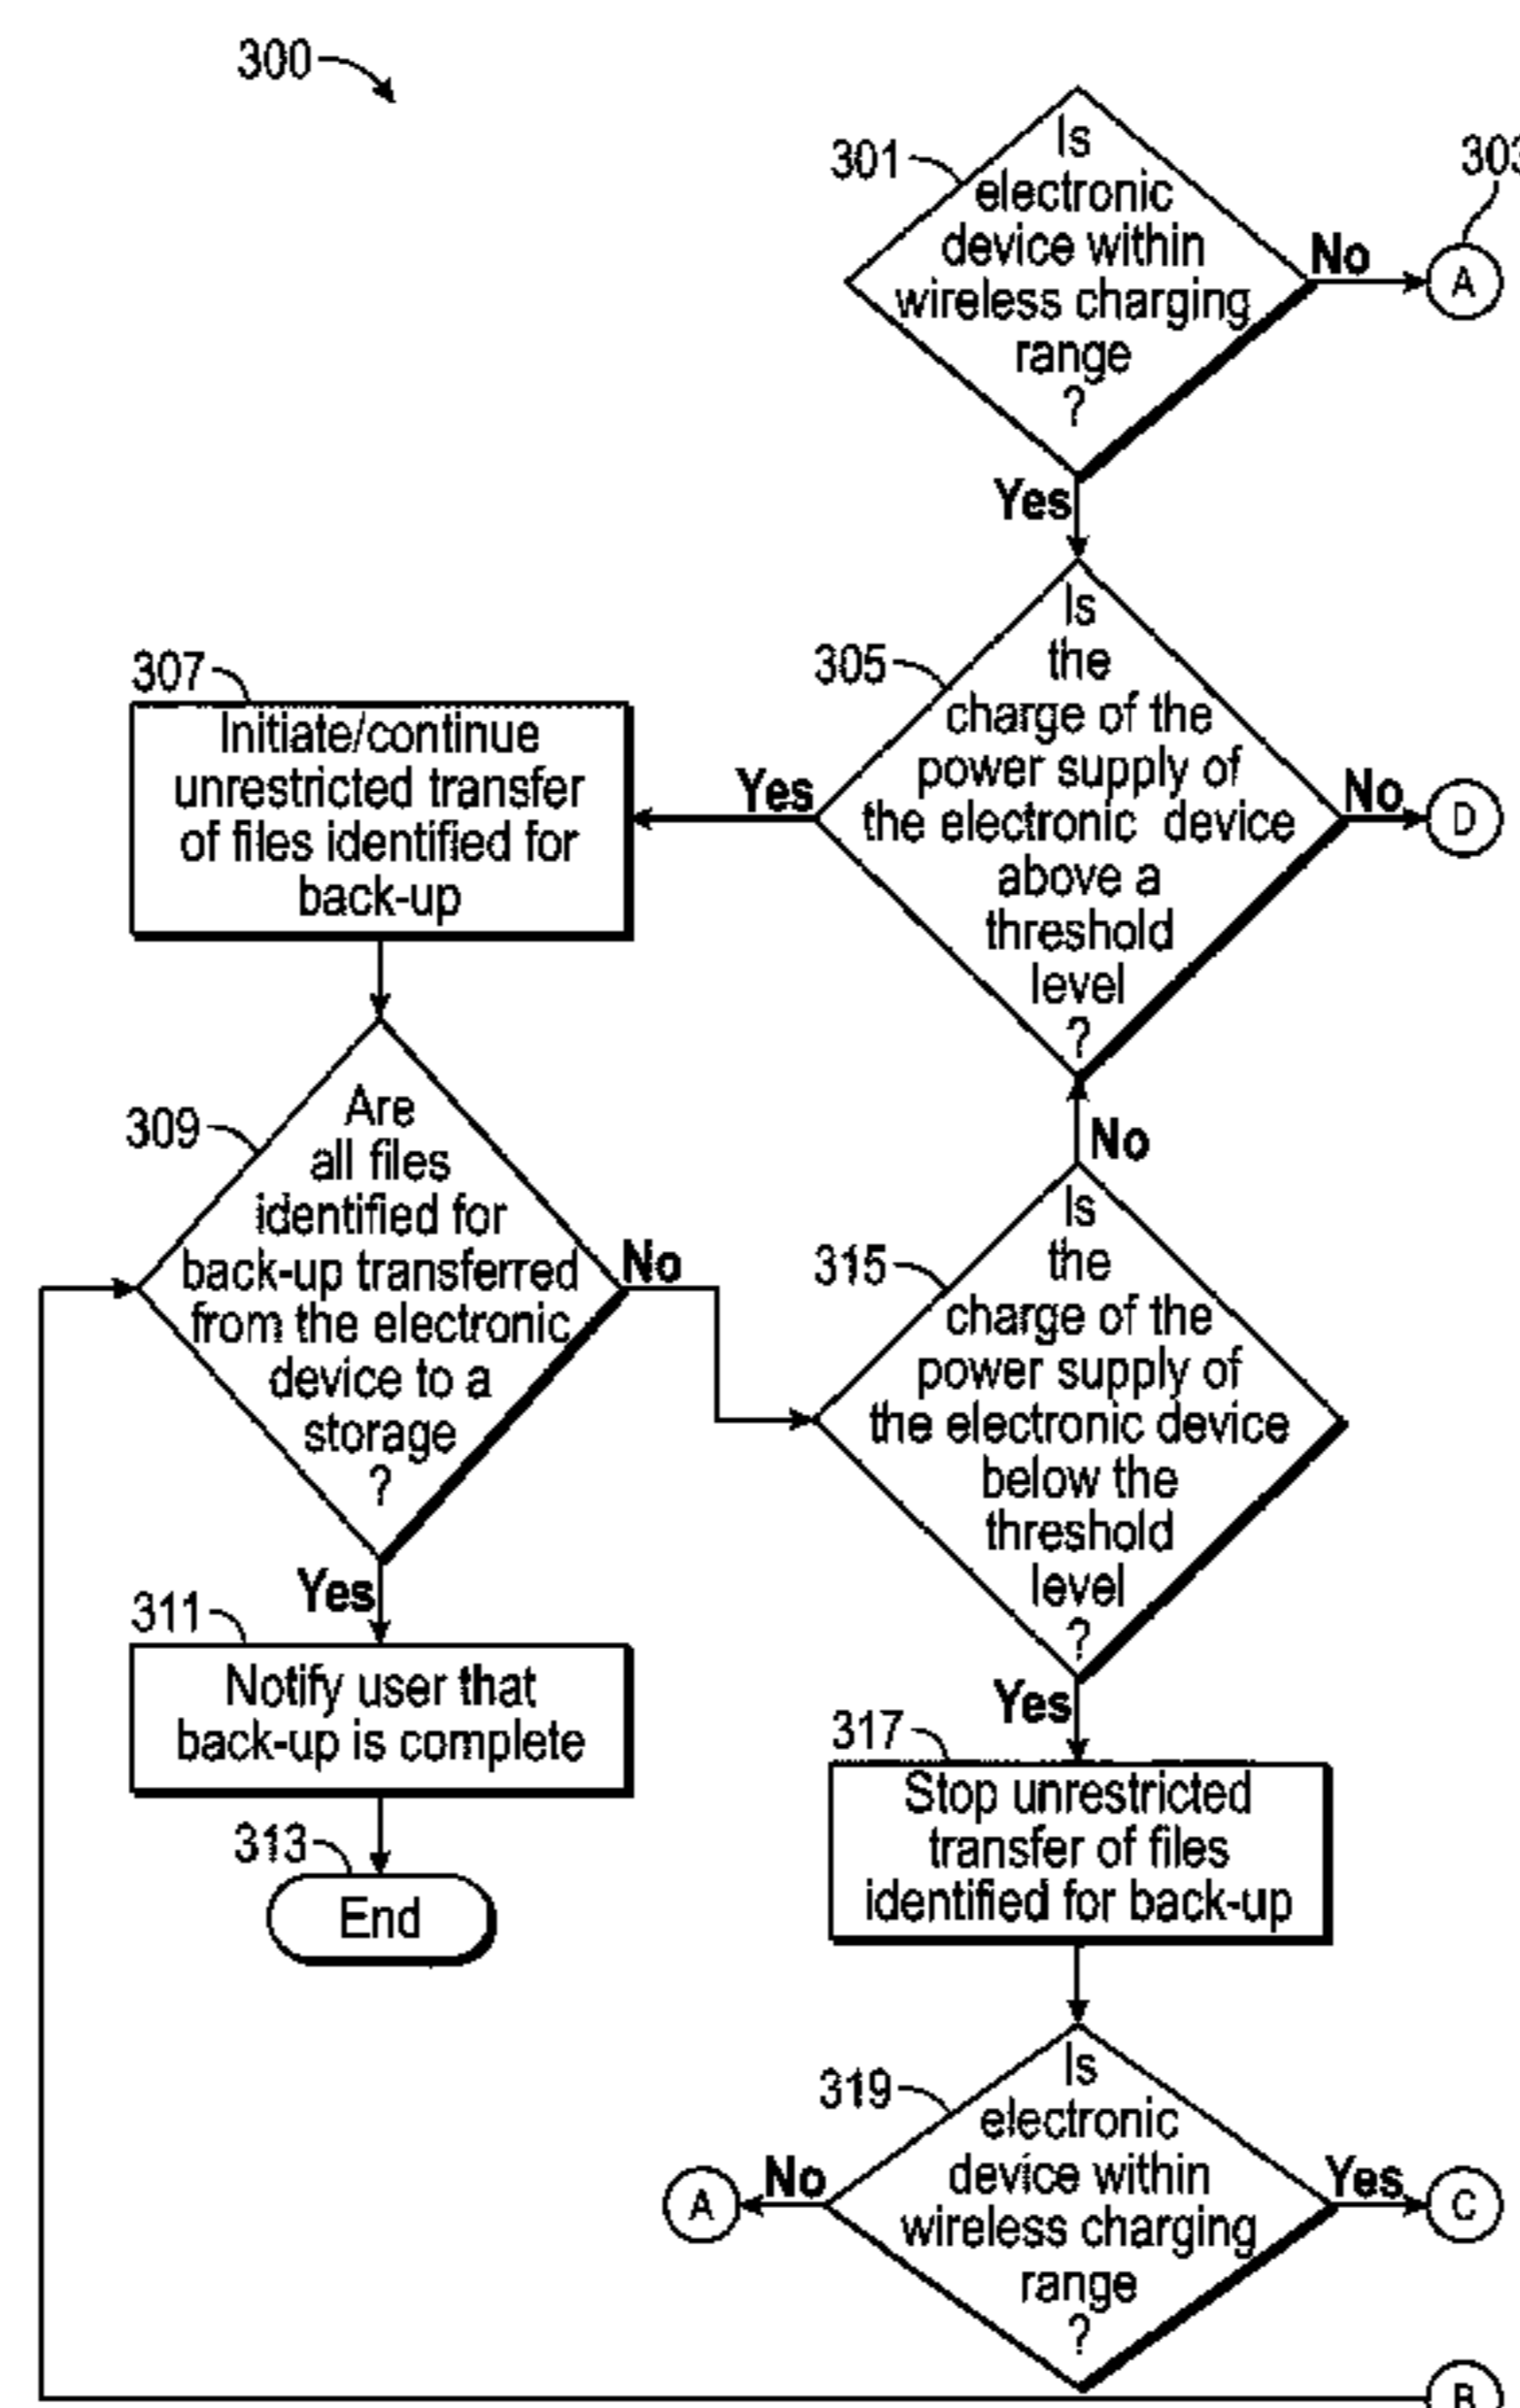 300
301
Is
electronic
device within
wireless charging
range
?
No
A
Yes
305
Is
the
charge of the
power supply of
the electronic device
above a
threshold
level
?
No
D
Yes
307
Initiate/continue
unrestricted transfer
of files identified for
back-up
309
Are
all files
identified for
back-up transferred
from the electronic
device to a
storage
?
No
Yes
311
Notify user that
back-up is complete
313
End
No
315
Is
the
charge of the
power supply of
the electronic device
below the
threshold
level
?
Yes
317
Stop unrestricted
transfer of files
identified for back-up
319
Is
electronic
device within
wireless charging
range
?
No
A
Yes
C
B